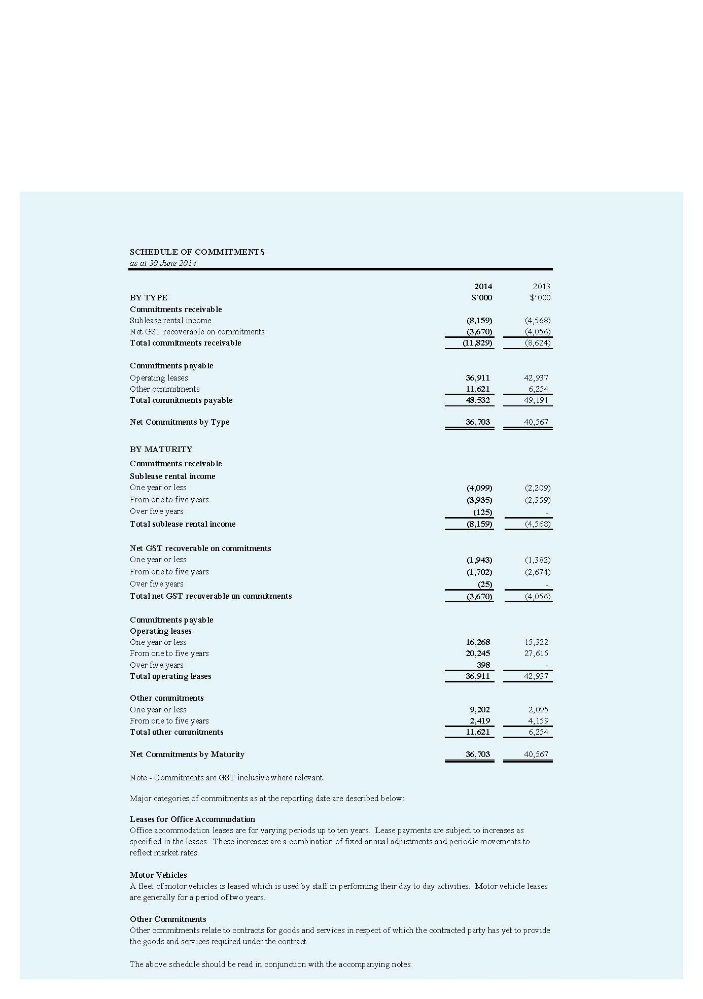 SCHEDULE OF COMMITMENTS
as at 30 June 2014
2014 2013
BY TYPE $'000 $'000
Commitments receivable
Sublease rental income (8,159) (4,568)
Net GST recoverable on commitments (3,670) (4,056)
Total commitments receivable (11,829) (8,624)
Commitments payable
Operating leases 36,911 42,937
Other commitments 11,621 6,254
Total commitments payable 48,532 49,191
Net Commitments by Type 36,703 40,567
BY MATURITY
Commitments receivable
Sublease rental income
One year or less (4,099) (2,209)
From one to five years (3,935) (2,359)
Over five years (125) -
Total sublease rental income (8,159) (4,568)
Net GST recoverable on commitments
One year or less (1,943) (1,382)
From one to five years (1,702) (2,674)
Over five years (25) -
Total net GST recoverable on commitments (3,670) (4,056)
Commitments payable
Operating leases
One year or less 16,268 15,322
From one to five years 20,245 27,615
Over five years 398 -
Total operating leases 36,911 42,937
Other commitments
One year or less 9,202 2,095
From one to five years 2,419 4,159
Total other commitments 11,621 6,254
Net Commitments by Maturity 36,703 40,567
Note - Commitments are GST inclusive where relevant.
Major categories of commitments as at the reporting date are described below:
Leases for Office Accommodation
Office accommodation leases are for varying periods up to ten years. Lease payments are subject to increases as
specified in the leases. These increases are a combination of fixed annual adjustments and periodic movements to
reflect market rates.
Motor Vehicles
A fleet of motor vehicles is leased which is used by staff in performing their day to day activities. Motor vehicle leases
are generally for a period of two years.
Other Commitments
Other commitments relate to contracts for goods and services in respect of which the contracted party has yet to provide
the goods and services required under the contract.
The above schedule should be read in conjunction with the accompanying notes.